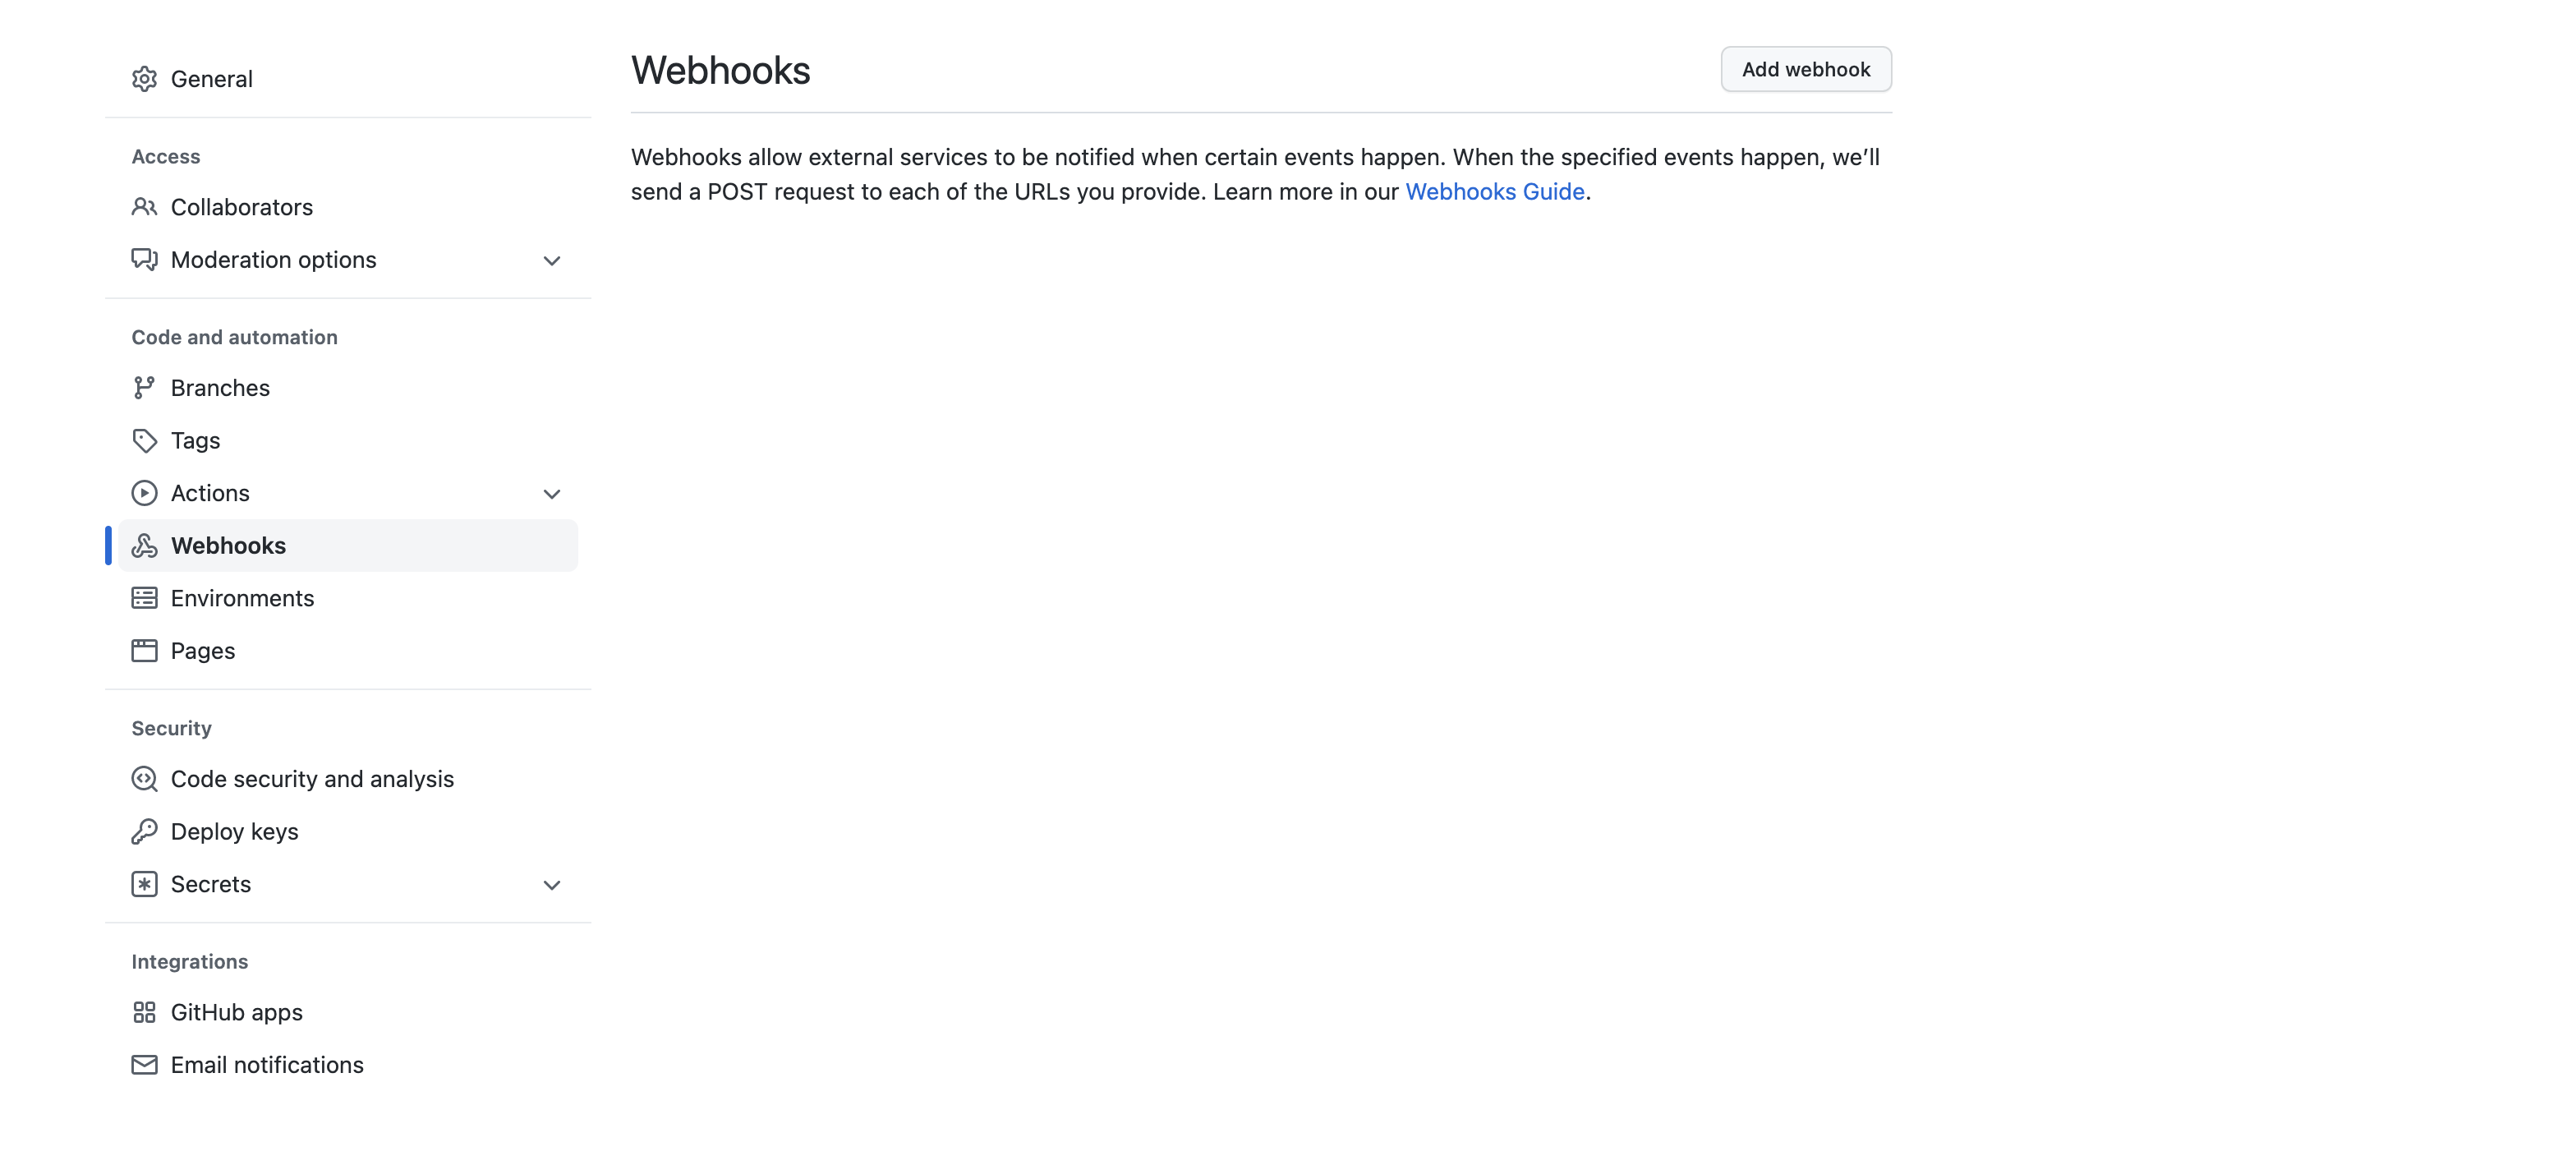 General
Access
Collaborators
Moderation options
Code and automation
Branches
Tags
Actions
Webhooks
Environments
Pages
Security
Code security and analysis
Deploy keys
Secrets
Integrations
GitHub apps
Email notifications
Webhooks
Add webhook
Webhooks allow external services to be notified when certain events happen. When the specified events happen, we’ll
send a POST request to each of the URLs you provide. Learn more in our Webhooks Guide.